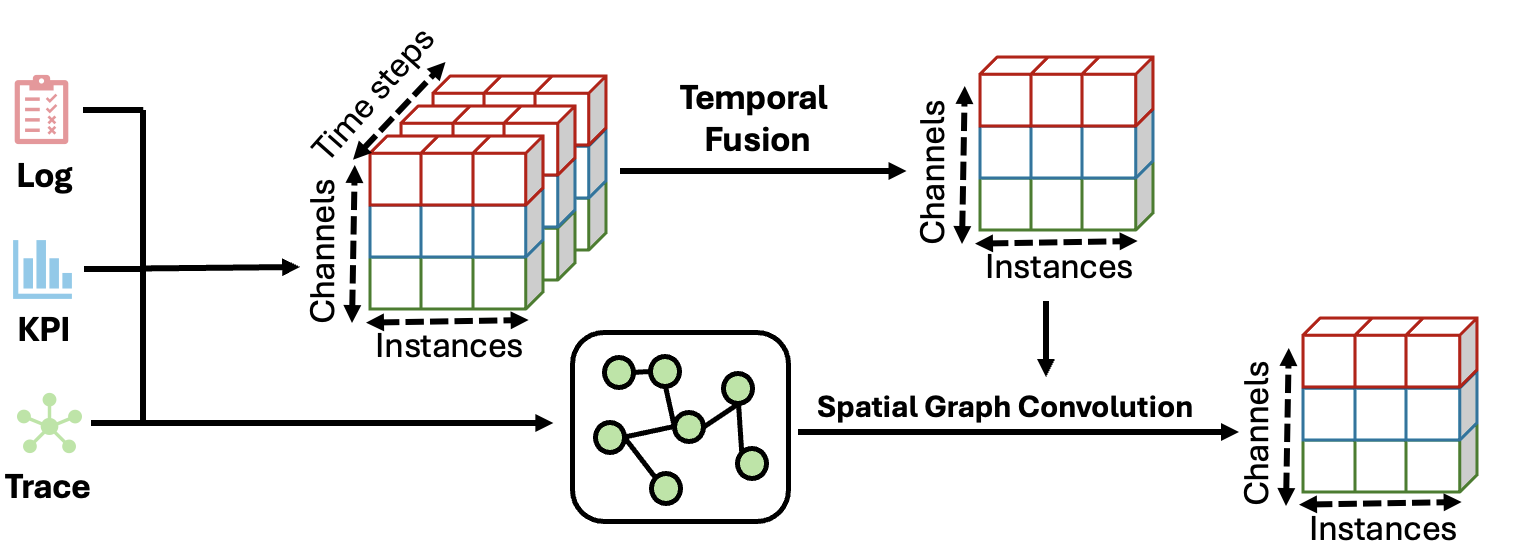 Log
KPI
Trace
Time steps
Channels
Instances
Temporal
Fusion
Channels
Instances
Spatial Graph Convolution
Channels
Instances